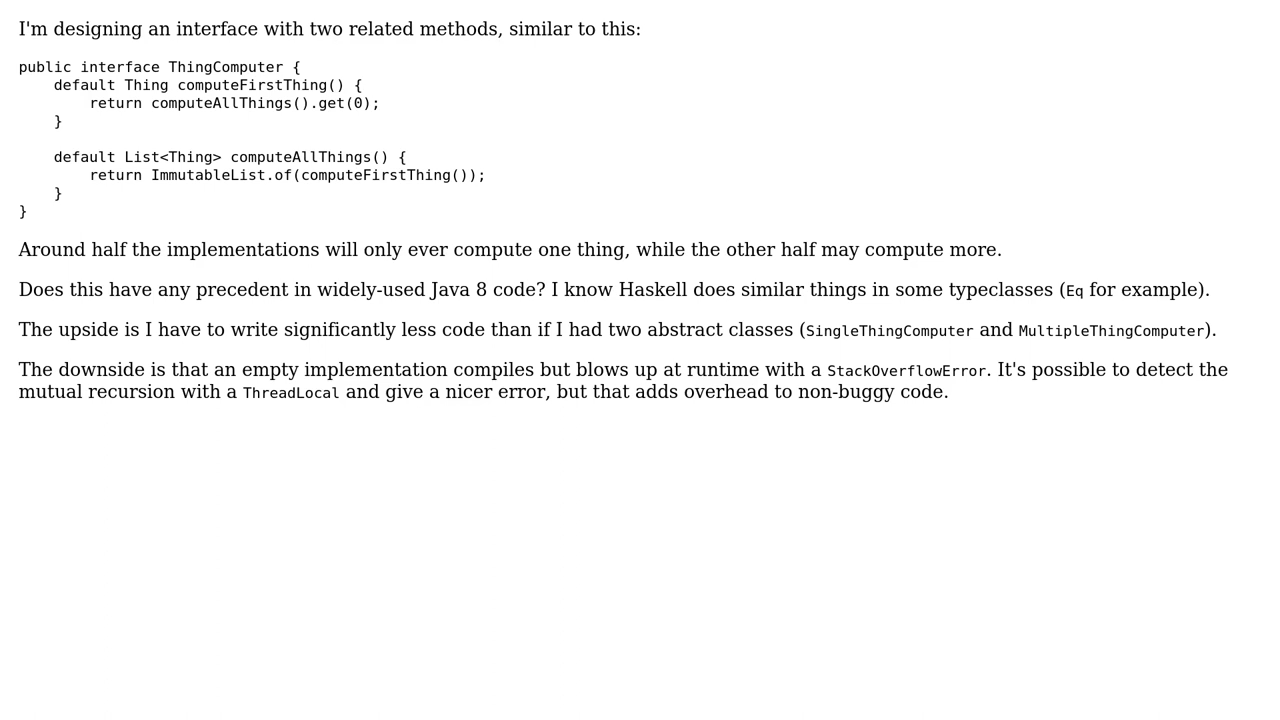 I'm designing an interface with two related methods, similar to this:
public interface ThingComputer {
    default Thing computeFirstThing() {
        return computeAllThings().get(0);
    }

    default List<Thing> computeAllThings() {
        return ImmutableList.of(computeFirstThing());
    }
}
Around half the implementations will only ever compute one thing, while the other half may compute more.
Does this have any precedent in widely-used Java 8 code? I know Haskell does similar things in some typeclasses (Eq for example).
The upside is I have to write significantly less code than if I had two abstract classes (SingleThingComputer and MultipleThingComputer).
The downside is that an empty implementation compiles but blows up at runtime with a StackOverflowError. It's possible to detect the
mutual recursion with a ThreadLocal and give a nicer error, but that adds overhead to non-buggy code.